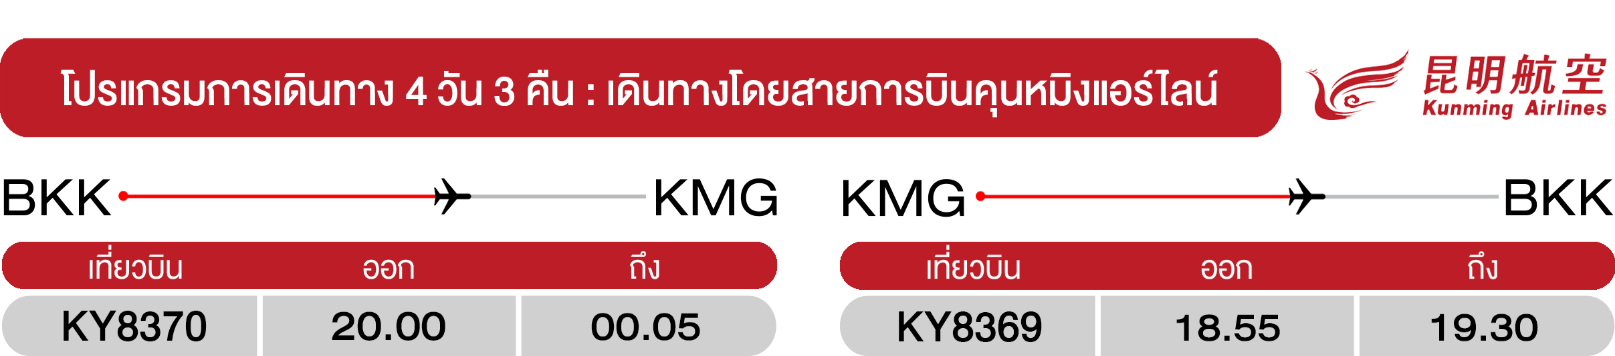 โปรแกรมการเดินทาง 4 วัน 3 คืน : เดินทางโดยสายการบินคุนหมิงแอร์ไลน์
昆明航空
Kunming Airlines
BKK KMG
เที่ยวบิน ออก ถึง
KY8370 20.00 00.05
KMG BKK
เที่ยวบิน ออก ถึง
KY8369 18.55 19.30